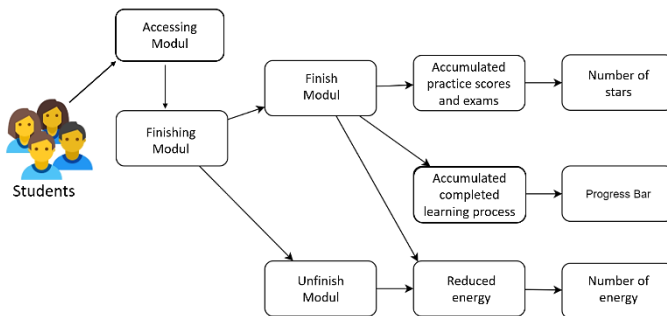 Accessing
Modul
Finishing
Modul
Students
Finish
Modul
Unfinish
Modul
Accumulated
practice scores
and exams
Accumulated
completed
learning process
Reduced
energy
Number of
stars
Progress Bar
Number of
energy